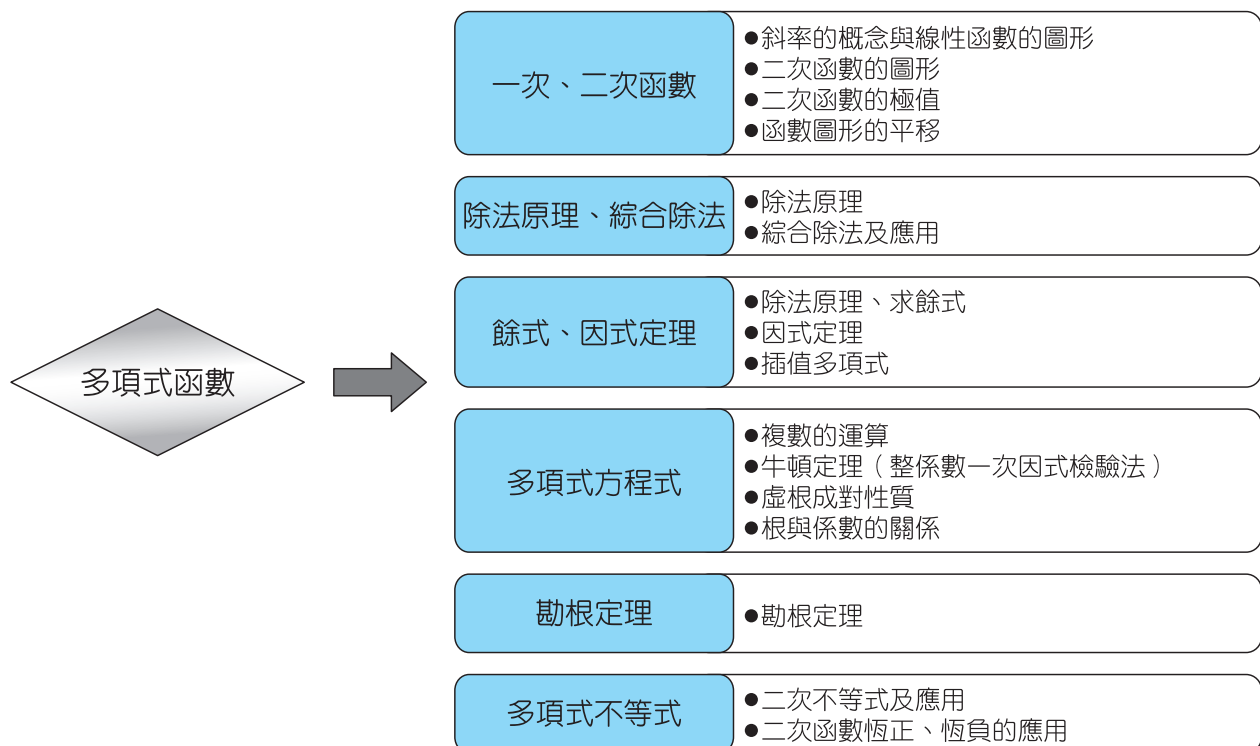 一次、二次函數
●斜率的概念與線性函數的圖形
●二次函數的圖形
●二次函數的極值
●函數圖形的平移
除法原理、綜合除法
●除法原理
●綜合除法及應用
餘式、因式定理
●除法原理、求餘式
●因式定理
●插值多項式
多項式函數
多項式方程式
●複數的運算
●牛頓定理（整係數一次因式檢驗法）
●虛根成對性質
●根與係數的關係
勘根定理
●勘根定理
多項式不等式
●二次不等式及應用
●二次函數恆正、恆負的應用